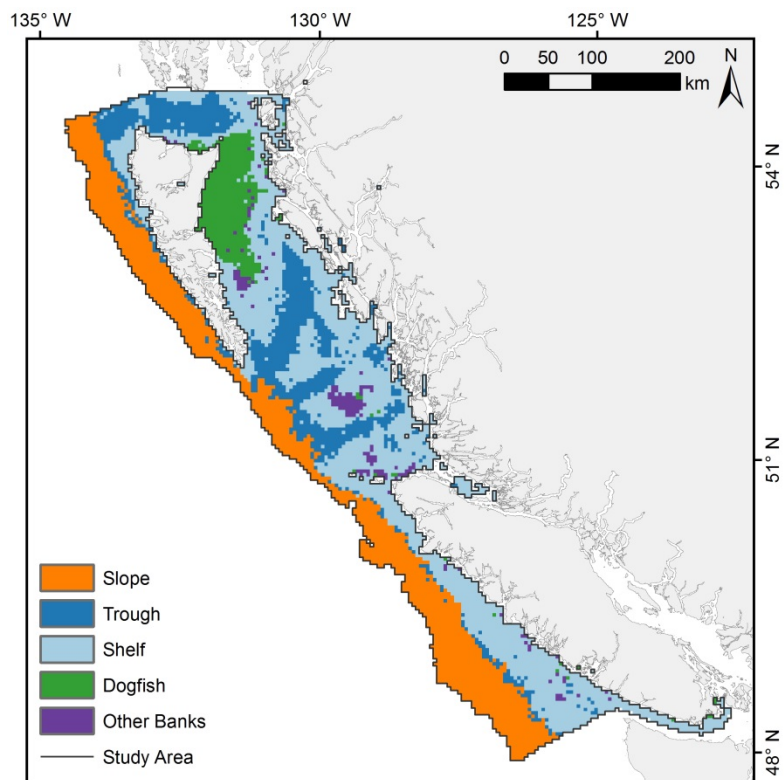 135° W
130° W
125° W
0 50 100 200
km
N
54° N
51° N
48° N
Slope
Trough
Shelf
Dogfish
Other Banks
Study Area